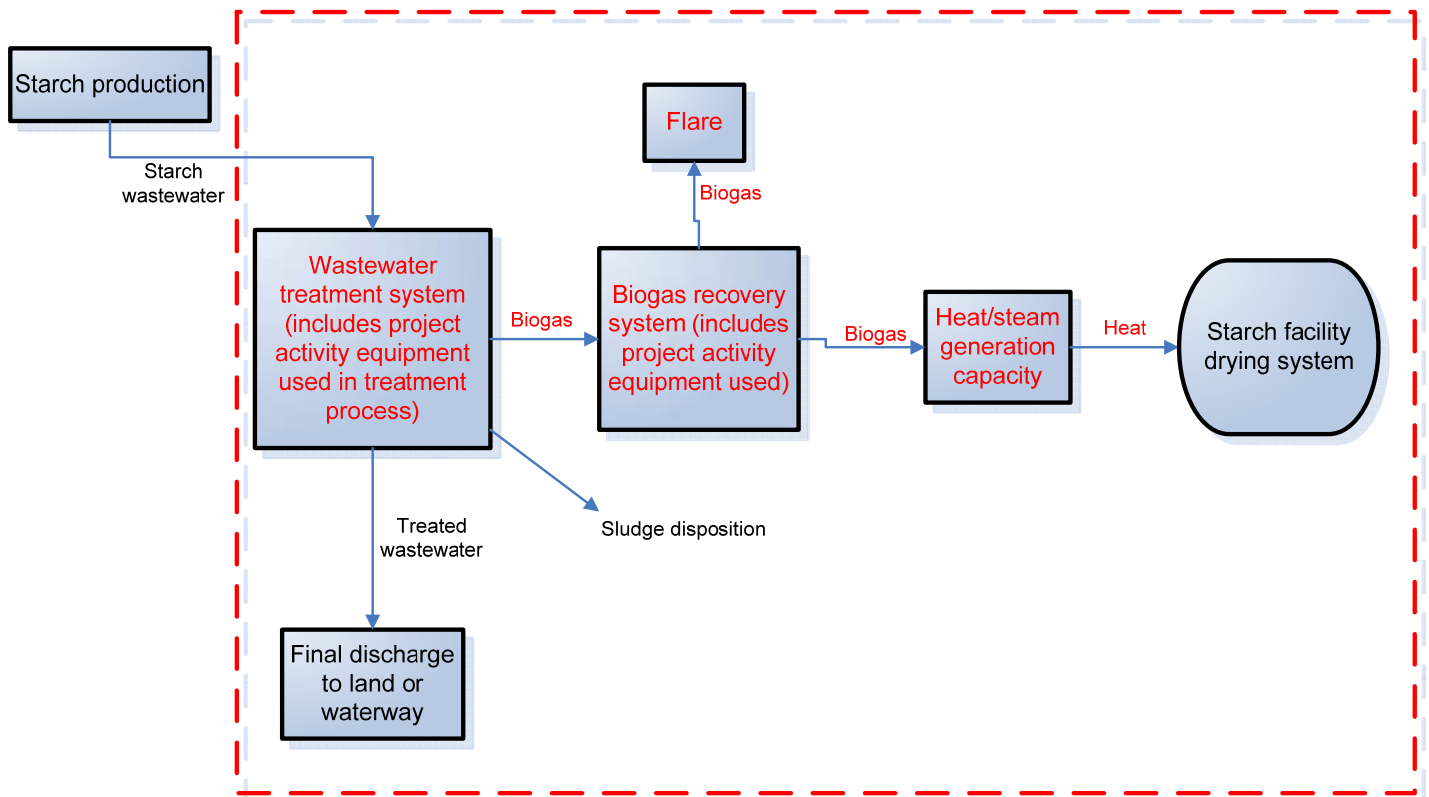 Starch production
Starch
wastewater
Flare
Biogas
Wastewater
treatment system
(includes project
activity equipment
used in treatment
process)
Biogas
Biogas recovery
system (includes
project activity
equipment used)
Biogas
Heat/steam
generation
capacity
Heat
Starch facility
drying system
Sludge disposition
Treated
wastewater
Final discharge
to land or
waterway